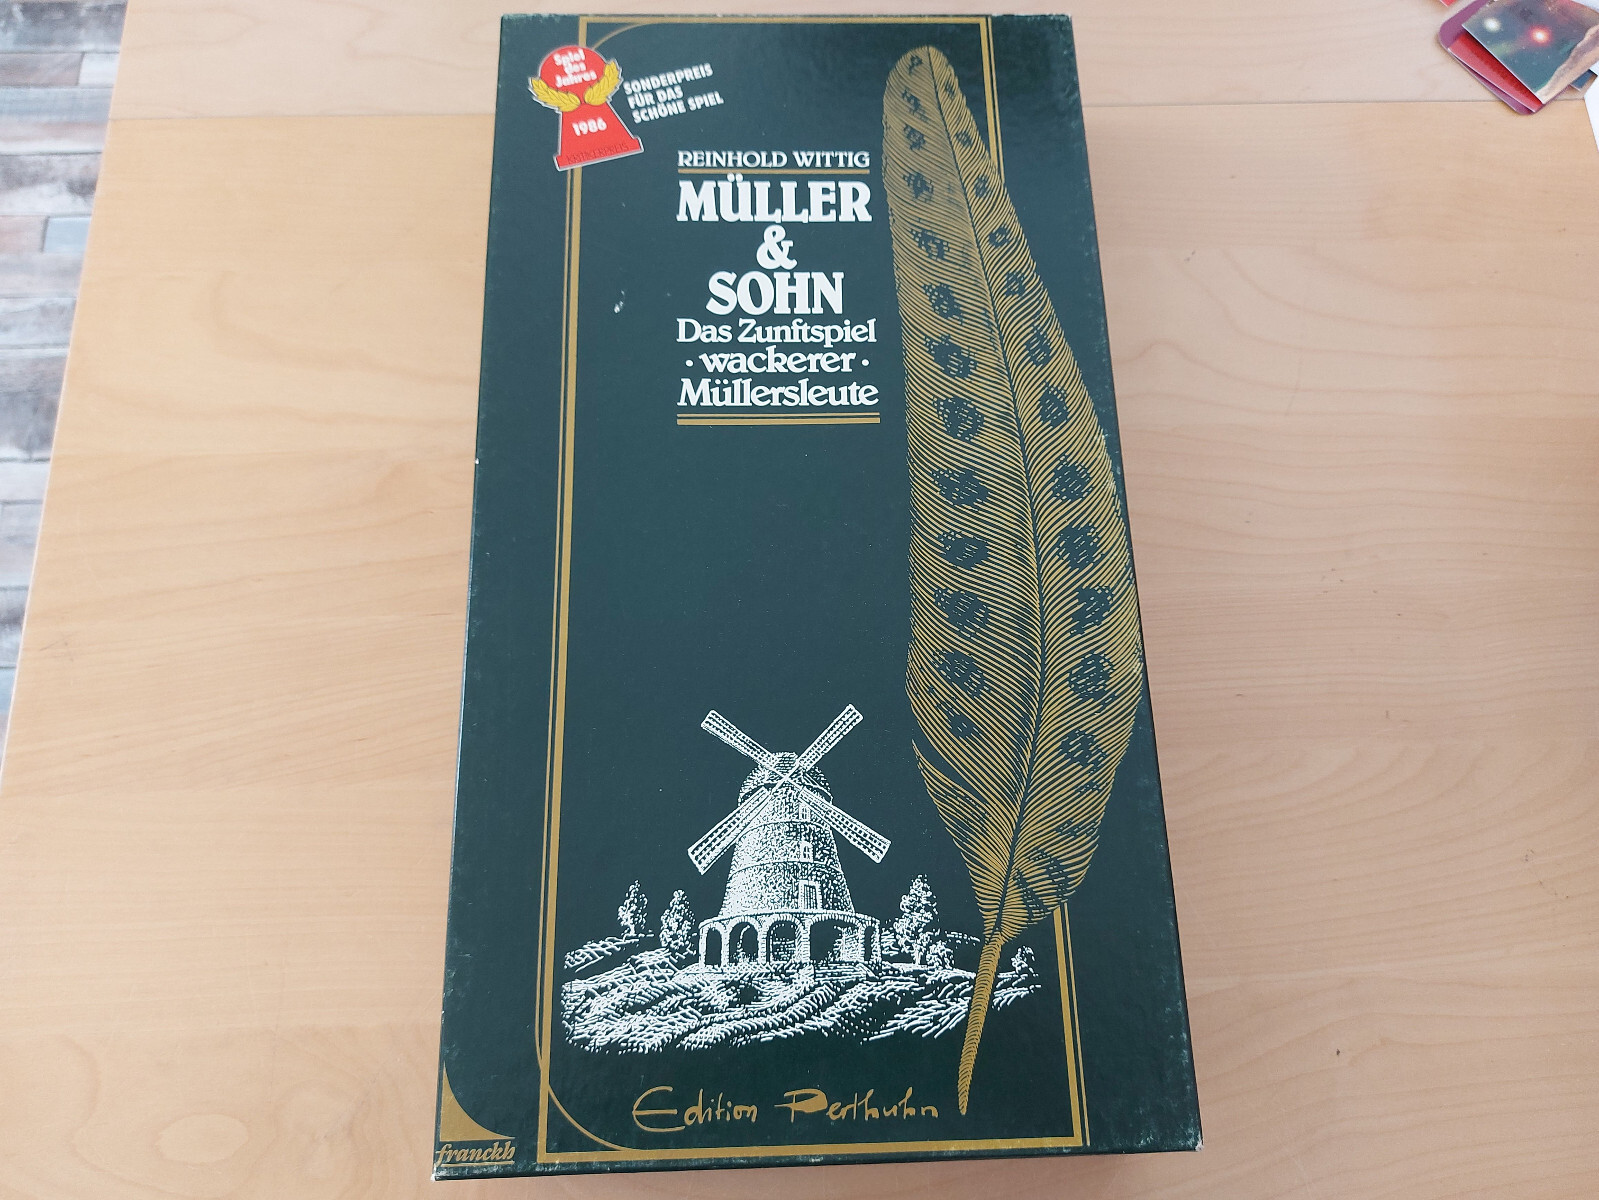 Spiel
des
Jahres
1986
KRITIKERPREIS
SONDERPREIS
FÜR DAS
SCHÖNE SPIEL
REINHOLD WITTIG
MÜLLER
&
SOHN
Das Zunftspiel
· wackerer ·
Müllersleute
Edition Perlhuhn
franckh